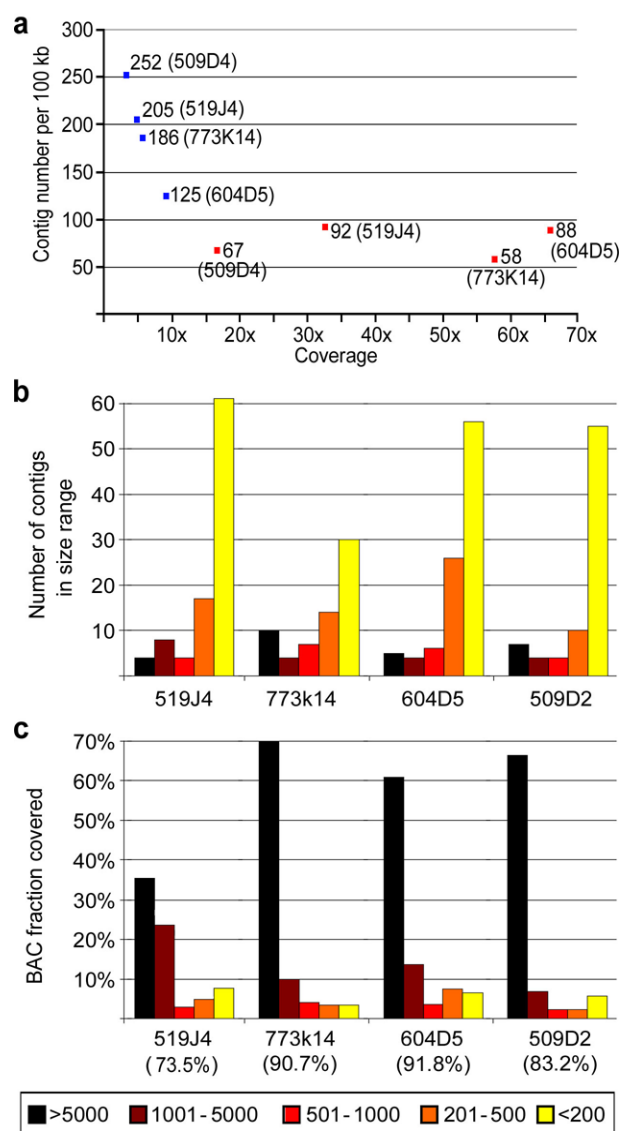 a
Contig number per 100 kb
300
250
200
150
100
50
252 (509D4)
205 (519J4)
186 (773K14)
125 (604D5)
67
(509D4)
92 (519J4)
58
(773K14)
88
(604D5)
10x 20x 30x 40x 50x 60x 70x
Coverage
b
Number of contigs
in size range
60
50
40
30
20
10
519J4 773k14 604D5 509D2
c
BAC fraction covered
70%
60%
50%
40%
30%
20%
10%
519J4 773k14 604D5 509D2
(73.5%) (90.7%) (91.8%) (83.2%)
>5000 1001-5000 501-1000 201-500 <200